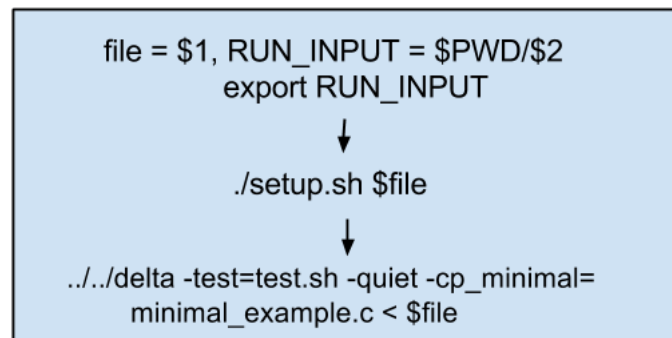 file = $1, RUN_INPUT = $PWD/$2
export RUN_INPUT
./setup.sh $file
../../delta -test=test.sh -quiet -cp_minimal=
minimal_example.c < $file